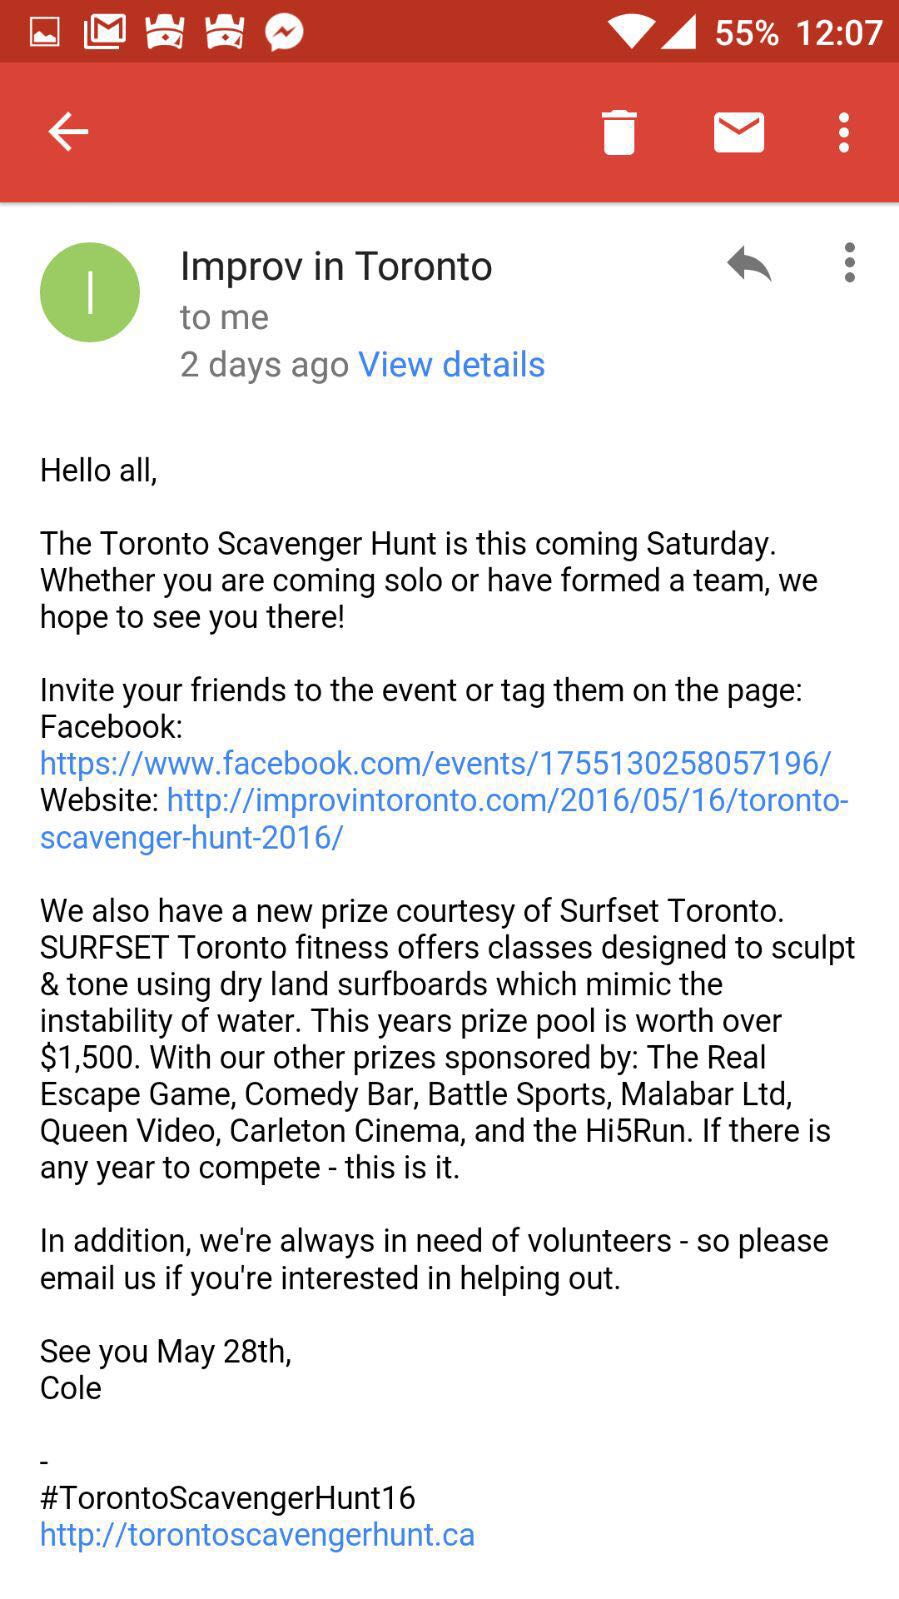 55% 12:07
I
Improv in Toronto
to me
2 days ago View details
Hello all,
The Toronto Scavenger Hunt is this coming Saturday.
Whether you are coming solo or have formed a team, we
hope to see you there!
Invite your friends to the event or tag them on the page:
Facebook:
https://www.facebook.com/events/1755130258057196/
Website: http://improvintoronto.com/2016/05/16/toronto-
scavenger-hunt-2016/
We also have a new prize courtesy of Surfset Toronto.
SURFSET Toronto fitness offers classes designed to sculpt
& tone using dry land surfboards which mimic the
instability of water. This years prize pool is worth over
$1,500. With our other prizes sponsored by: The Real
Escape Game, Comedy Bar, Battle Sports, Malabar Ltd,
Queen Video, Carleton Cinema, and the Hi5Run. If there is
any year to compete - this is it.
In addition, we're always in need of volunteers - so please
email us if you're interested in helping out.
See you May 28th,
Cole
-
#TorontoScavengerHunt16
http://torontoscavengerhunt.ca